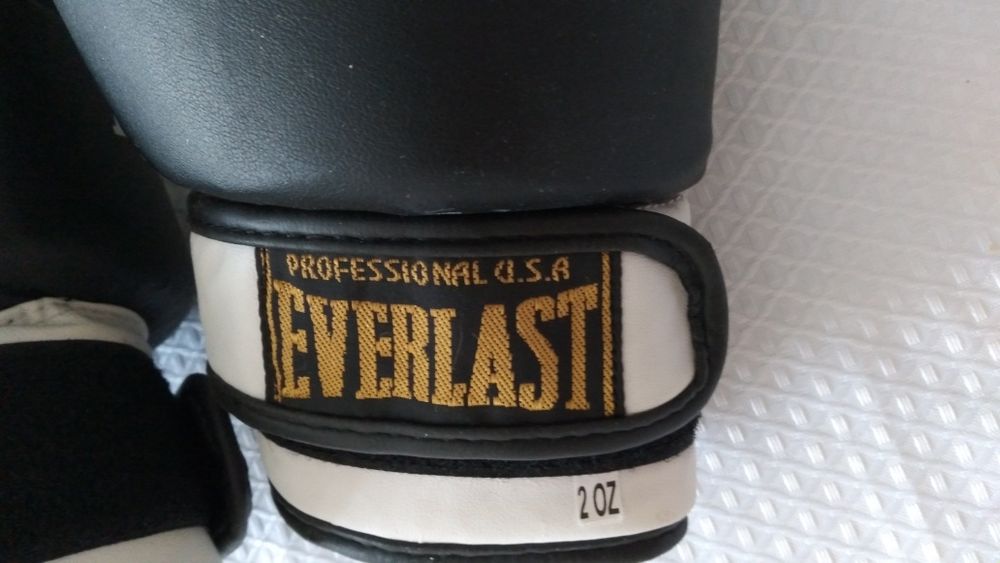 PROFESSIONAL U.S.A
EVERLAST
2 OZ